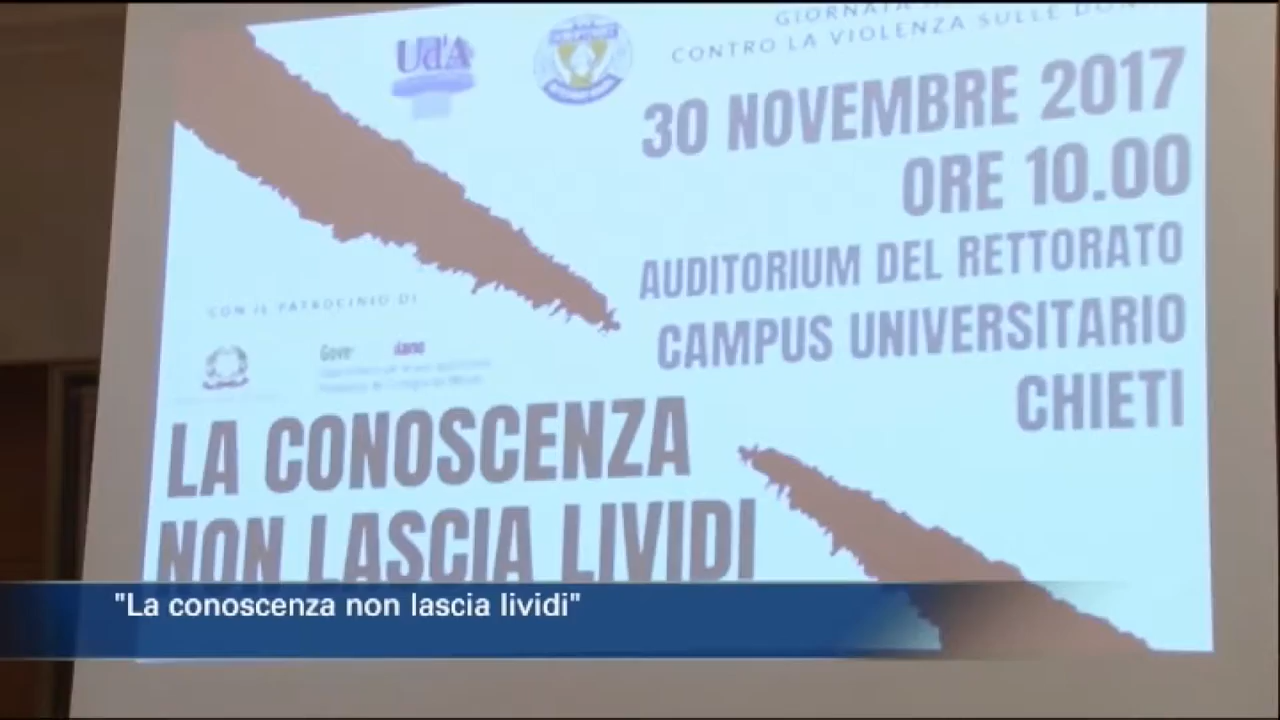 UdA
GIORNATA
CONTRO LA VIOLENZA SULLE
30 NOVEMBRE 2017
ORE 10.00
AUDITORIUM DEL RETTORATO
CAMPUS UNIVERSITARIO
CHIETI
CON IL PATROCINIO DI
LA CONOSCENZA
NON LASCIA LIVIDI
"La conoscenza non lascia lividi"